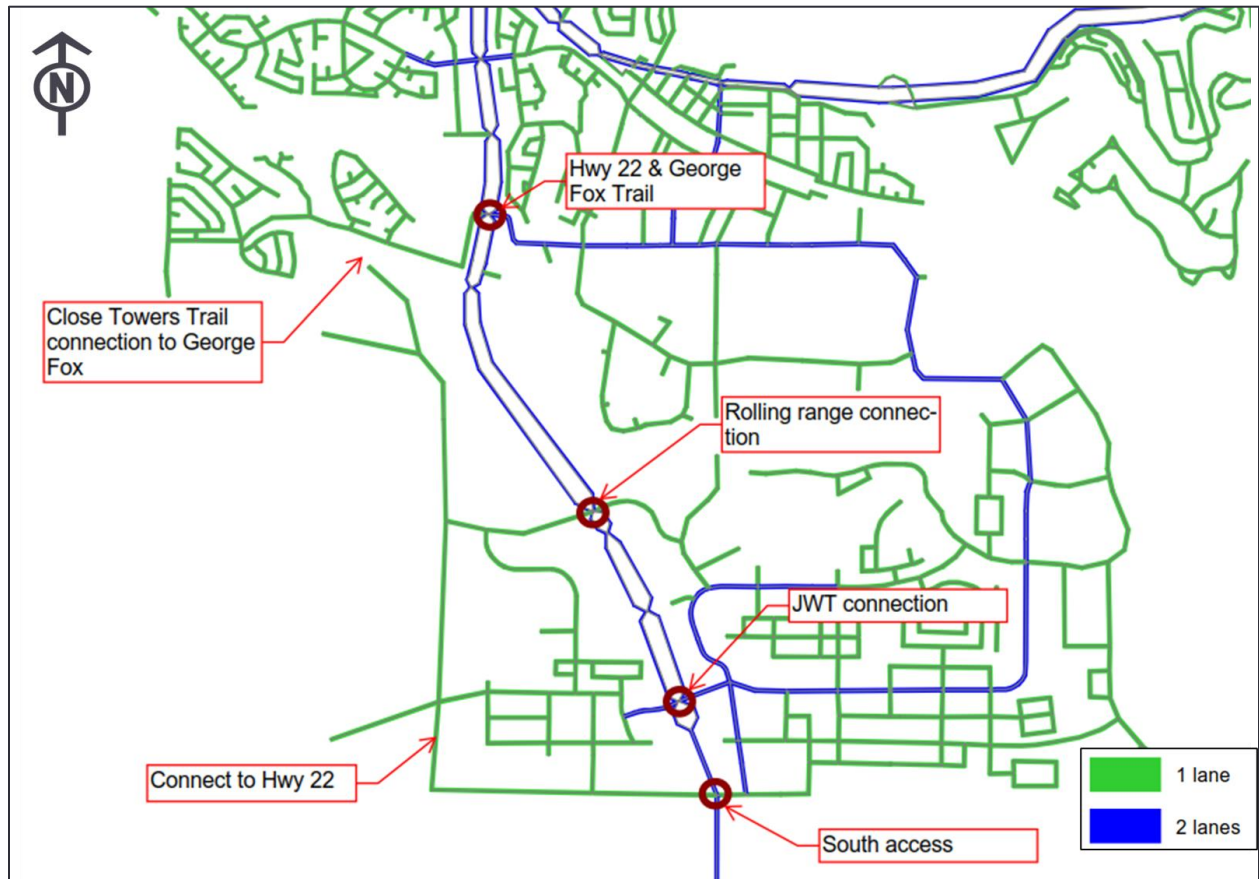 N
Hwy 22 & George
Fox Trail
Close Towers Trail
connection to George
Fox
Rolling range connec-
tion
JWT connection
Connect to Hwy 22
South access
1 lane
2 lanes